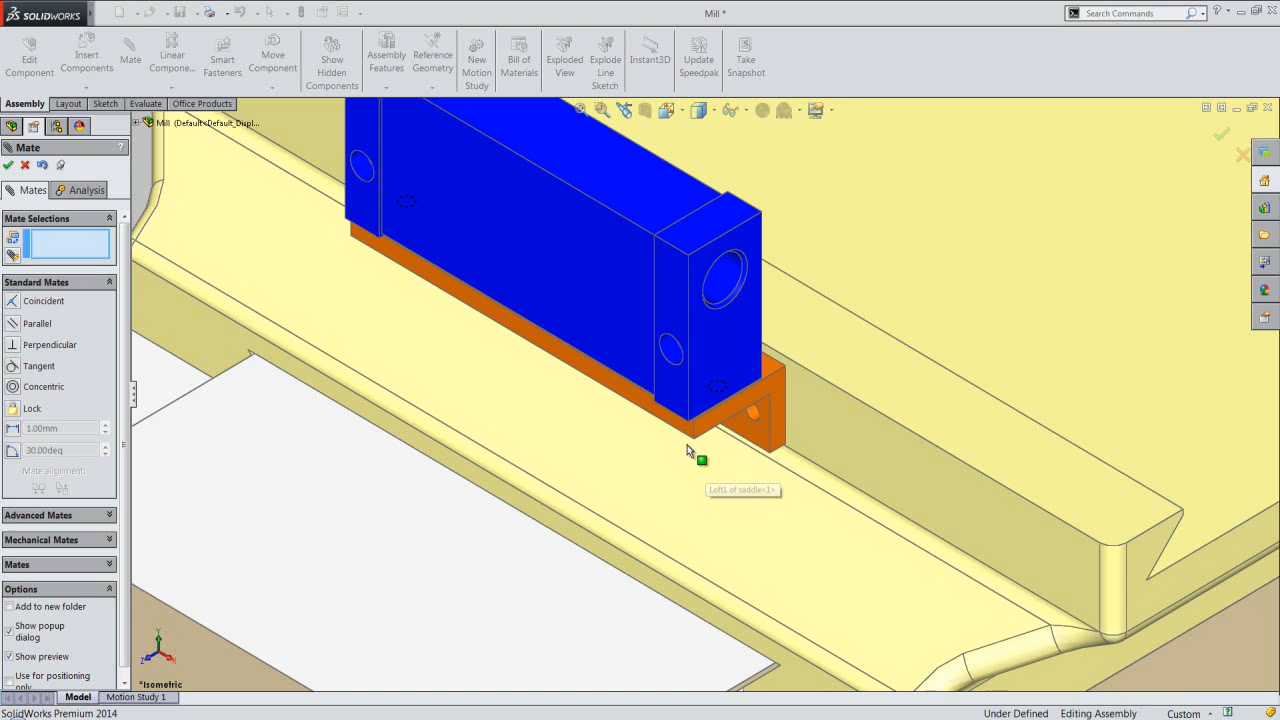 SOLIDWORKS
Mill *
Search Commands
Edit Component
Insert Components
Mate
Linear Compone...
Smart Fasteners
Move Component
Show Hidden Components
Assembly Features
Reference Geometry
New Motion Study
Bill of Materials
Exploded View
Explode Line Sketch
Instant3D
Update Speedpak
Take Snapshot
Assembly
Layout
Sketch
Evaluate
Office Products
Mill (Default<Default_Displ...
Mate
?
Mates
Analysis
Mate Selections
Standard Mates
Coincident
Parallel
Perpendicular
Tangent
Concentric
Lock
1.00mm
30.00deg
Mate alignment:
Advanced Mates
Mechanical Mates
Mates
Options
Add to new folder
Show popup
dialog
Show preview
Use for positioning
only
Loft1 of saddle<1>
Y
Z
X
*Isometric
Model
Motion Study 1
SolidWorks Premium 2014
Under Defined
Editing Assembly
Custom